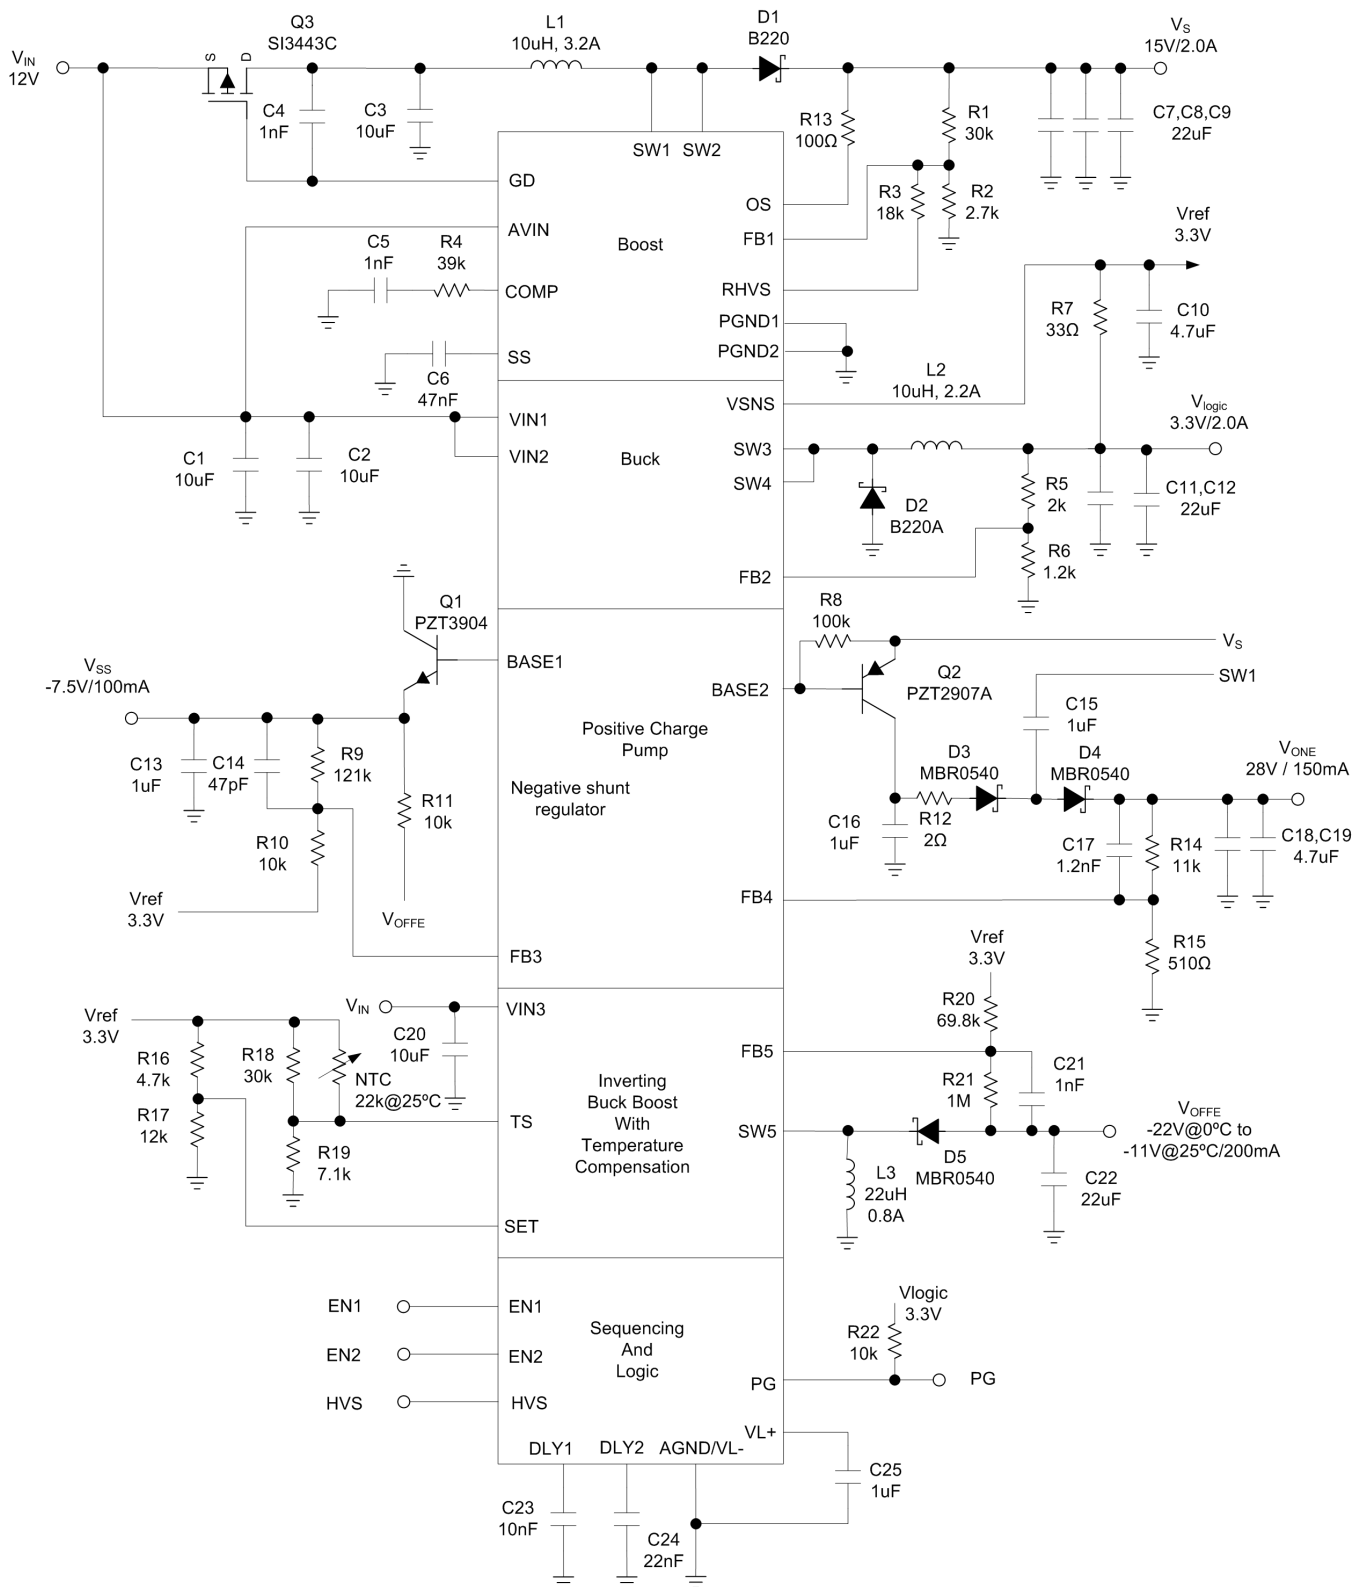 Q3
SI3443C
L1
10uH, 3.2A
D1
B220
VS
15V/2.0A
VIN
12V
S
D
C4
1nF
C3
10uF
R13
100Ω
R1
30k
C7,C8,C9
22uF
SW1
SW2
GD
OS
R3
18k
R2
2.7k
AVIN
Boost
FB1
Vref
3.3V
C5
1nF
R4
39k
COMP
RHVS
PGND1
PGND2
R7
33Ω
C10
4.7uF
SS
C6
47nF
L2
10uH, 2.2A
VSNS
Vlogic
3.3V/2.0A
VIN1
VIN2
C1
10uF
C2
10uF
Buck
SW3
SW4
D2
B220A
R5
2k
C11,C12
22uF
R6
1.2k
FB2
Q1
PZT3904
BASE1
R8
100k
VS
BASE2
Q2
PZT2907A
SW1
VSS
-7.5V/100mA
Positive Charge
Pump
Negative shunt
regulator
C15
1uF
C13
1uF
C14
47pF
R9
121k
R11
10k
D3
MBR0540
D4
MBR0540
VONE
28V / 150mA
R10
10k
C16
1uF
R12
2Ω
C17
1.2nF
R14
11k
C18,C19
4.7uF
Vref
3.3V
VOFFE
FB4
FB3
Vref
3.3V
R15
510Ω
VIN
VIN3
Vref
3.3V
C20
10uF
R20
69.8k
R16
4.7k
R18
30k
NTC
22k@25ºC
FB5
R21
1M
C21
1nF
Inverting
Buck Boost
With
Temperature
Compensation
R17
12k
TS
R19
7.1k
SW5
D5
MBR0540
VOFFE
-22V@0ºC to
-11V@25ºC/200mA
L3
22uH
0.8A
C22
22uF
SET
EN1
EN1
EN2
EN2
HVS
HVS
Sequencing
And
Logic
Vlogic
3.3V
R22
10k
PG
PG
VL+
DLY1
DLY2
AGND/VL-
C25
1uF
C23
10nF
C24
22nF